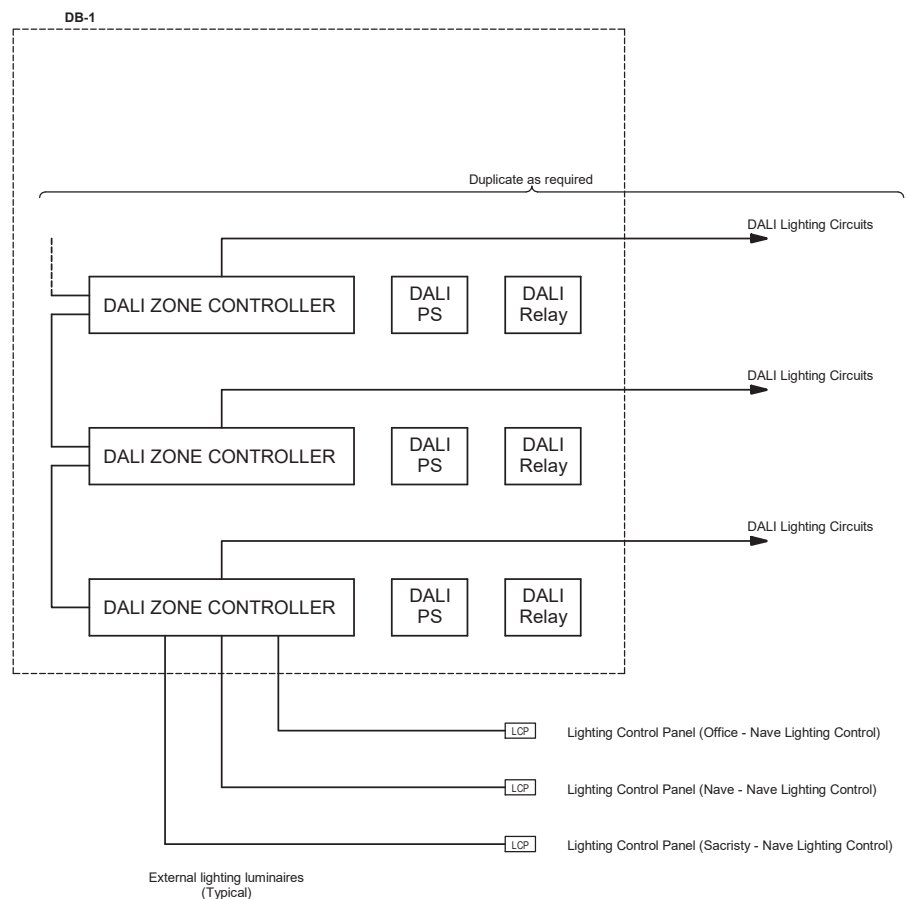 DB-1
Duplicate as required
DALI Lighting Circuits
DALI ZONE CONTROLLER
DALI
PS
DALI
Relay
DALI Lighting Circuits
DALI ZONE CONTROLLER
DALI
PS
DALI
Relay
DALI Lighting Circuits
DALI ZONE CONTROLLER
DALI
PS
DALI
Relay
LCP
Lighting Control Panel (Office - Nave Lighting Control)
LCP
Lighting Control Panel (Nave - Nave Lighting Control)
LCP
Lighting Control Panel (Sacristy - Nave Lighting Control)
External lighting luminaires
(Typical)